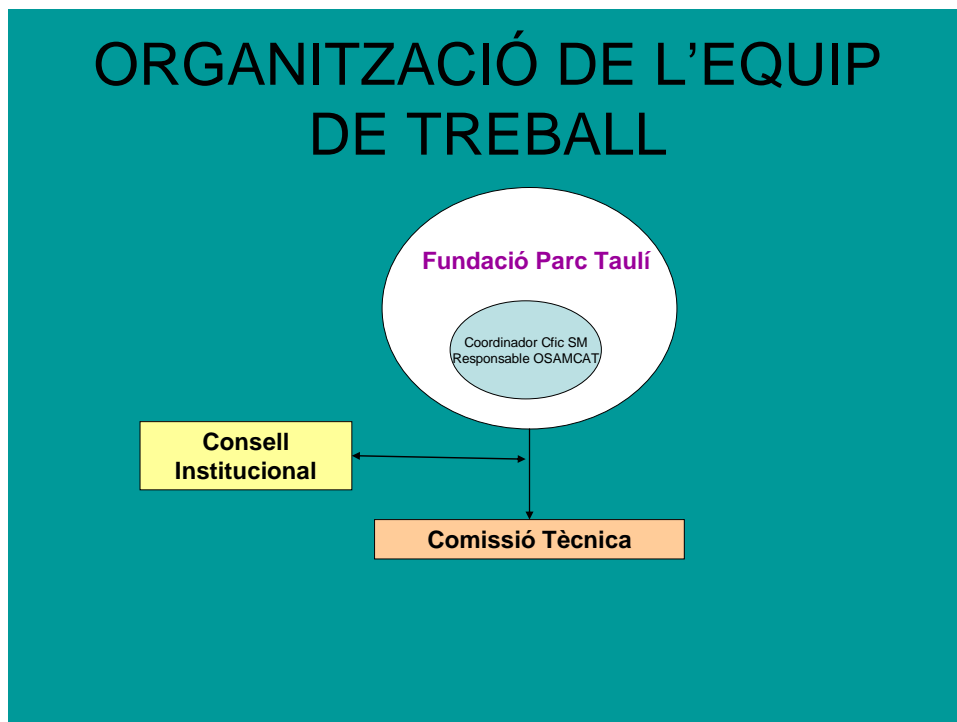 ORGANITZACIÓ DE L’EQUIP
DE TREBALL
Fundació Parc Taulí
Coordinador Cfic SM
Responsable OSAMCAT
Consell
Institucional
Comissió Tècnica